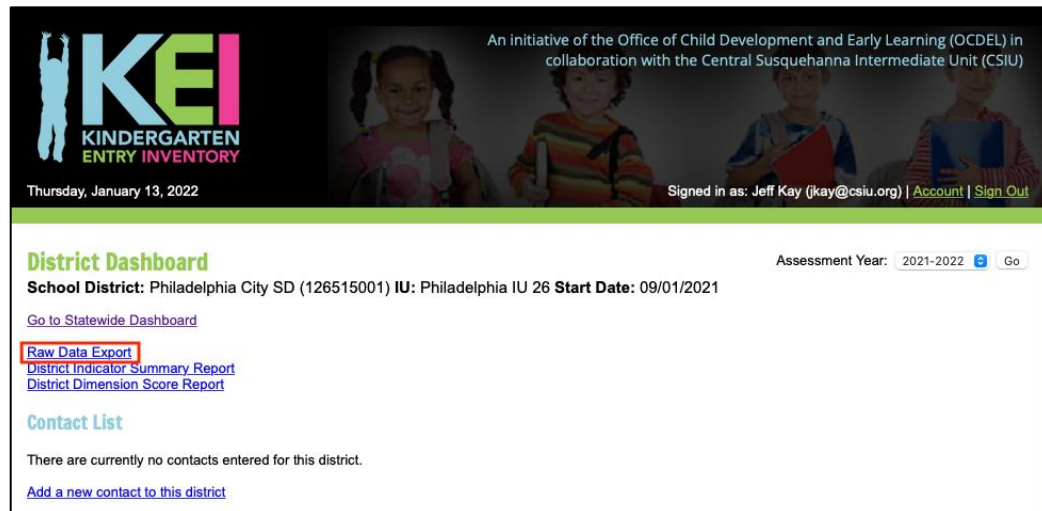 An initiative of the Office of Child Development and Early Learning (OCDEL) in
collaboration with the Central Susquehanna Intermediate Unit (CSIU)
KEI
KINDERGARTEN
ENTRY INVENTORY
Thursday, January 13, 2022
Signed in as: Jeff Kay (jkay@csiu.org) | Account | Sign Out
District Dashboard
Assessment Year: 2021-2022 Go
School District: Philadelphia City SD (126515001) IU: Philadelphia IU 26 Start Date: 09/01/2021
Go to Statewide Dashboard
Raw Data Export
District Indicator Summary Report
District Dimension Score Report
Contact List
There are currently no contacts entered for this district.
Add a new contact to this district